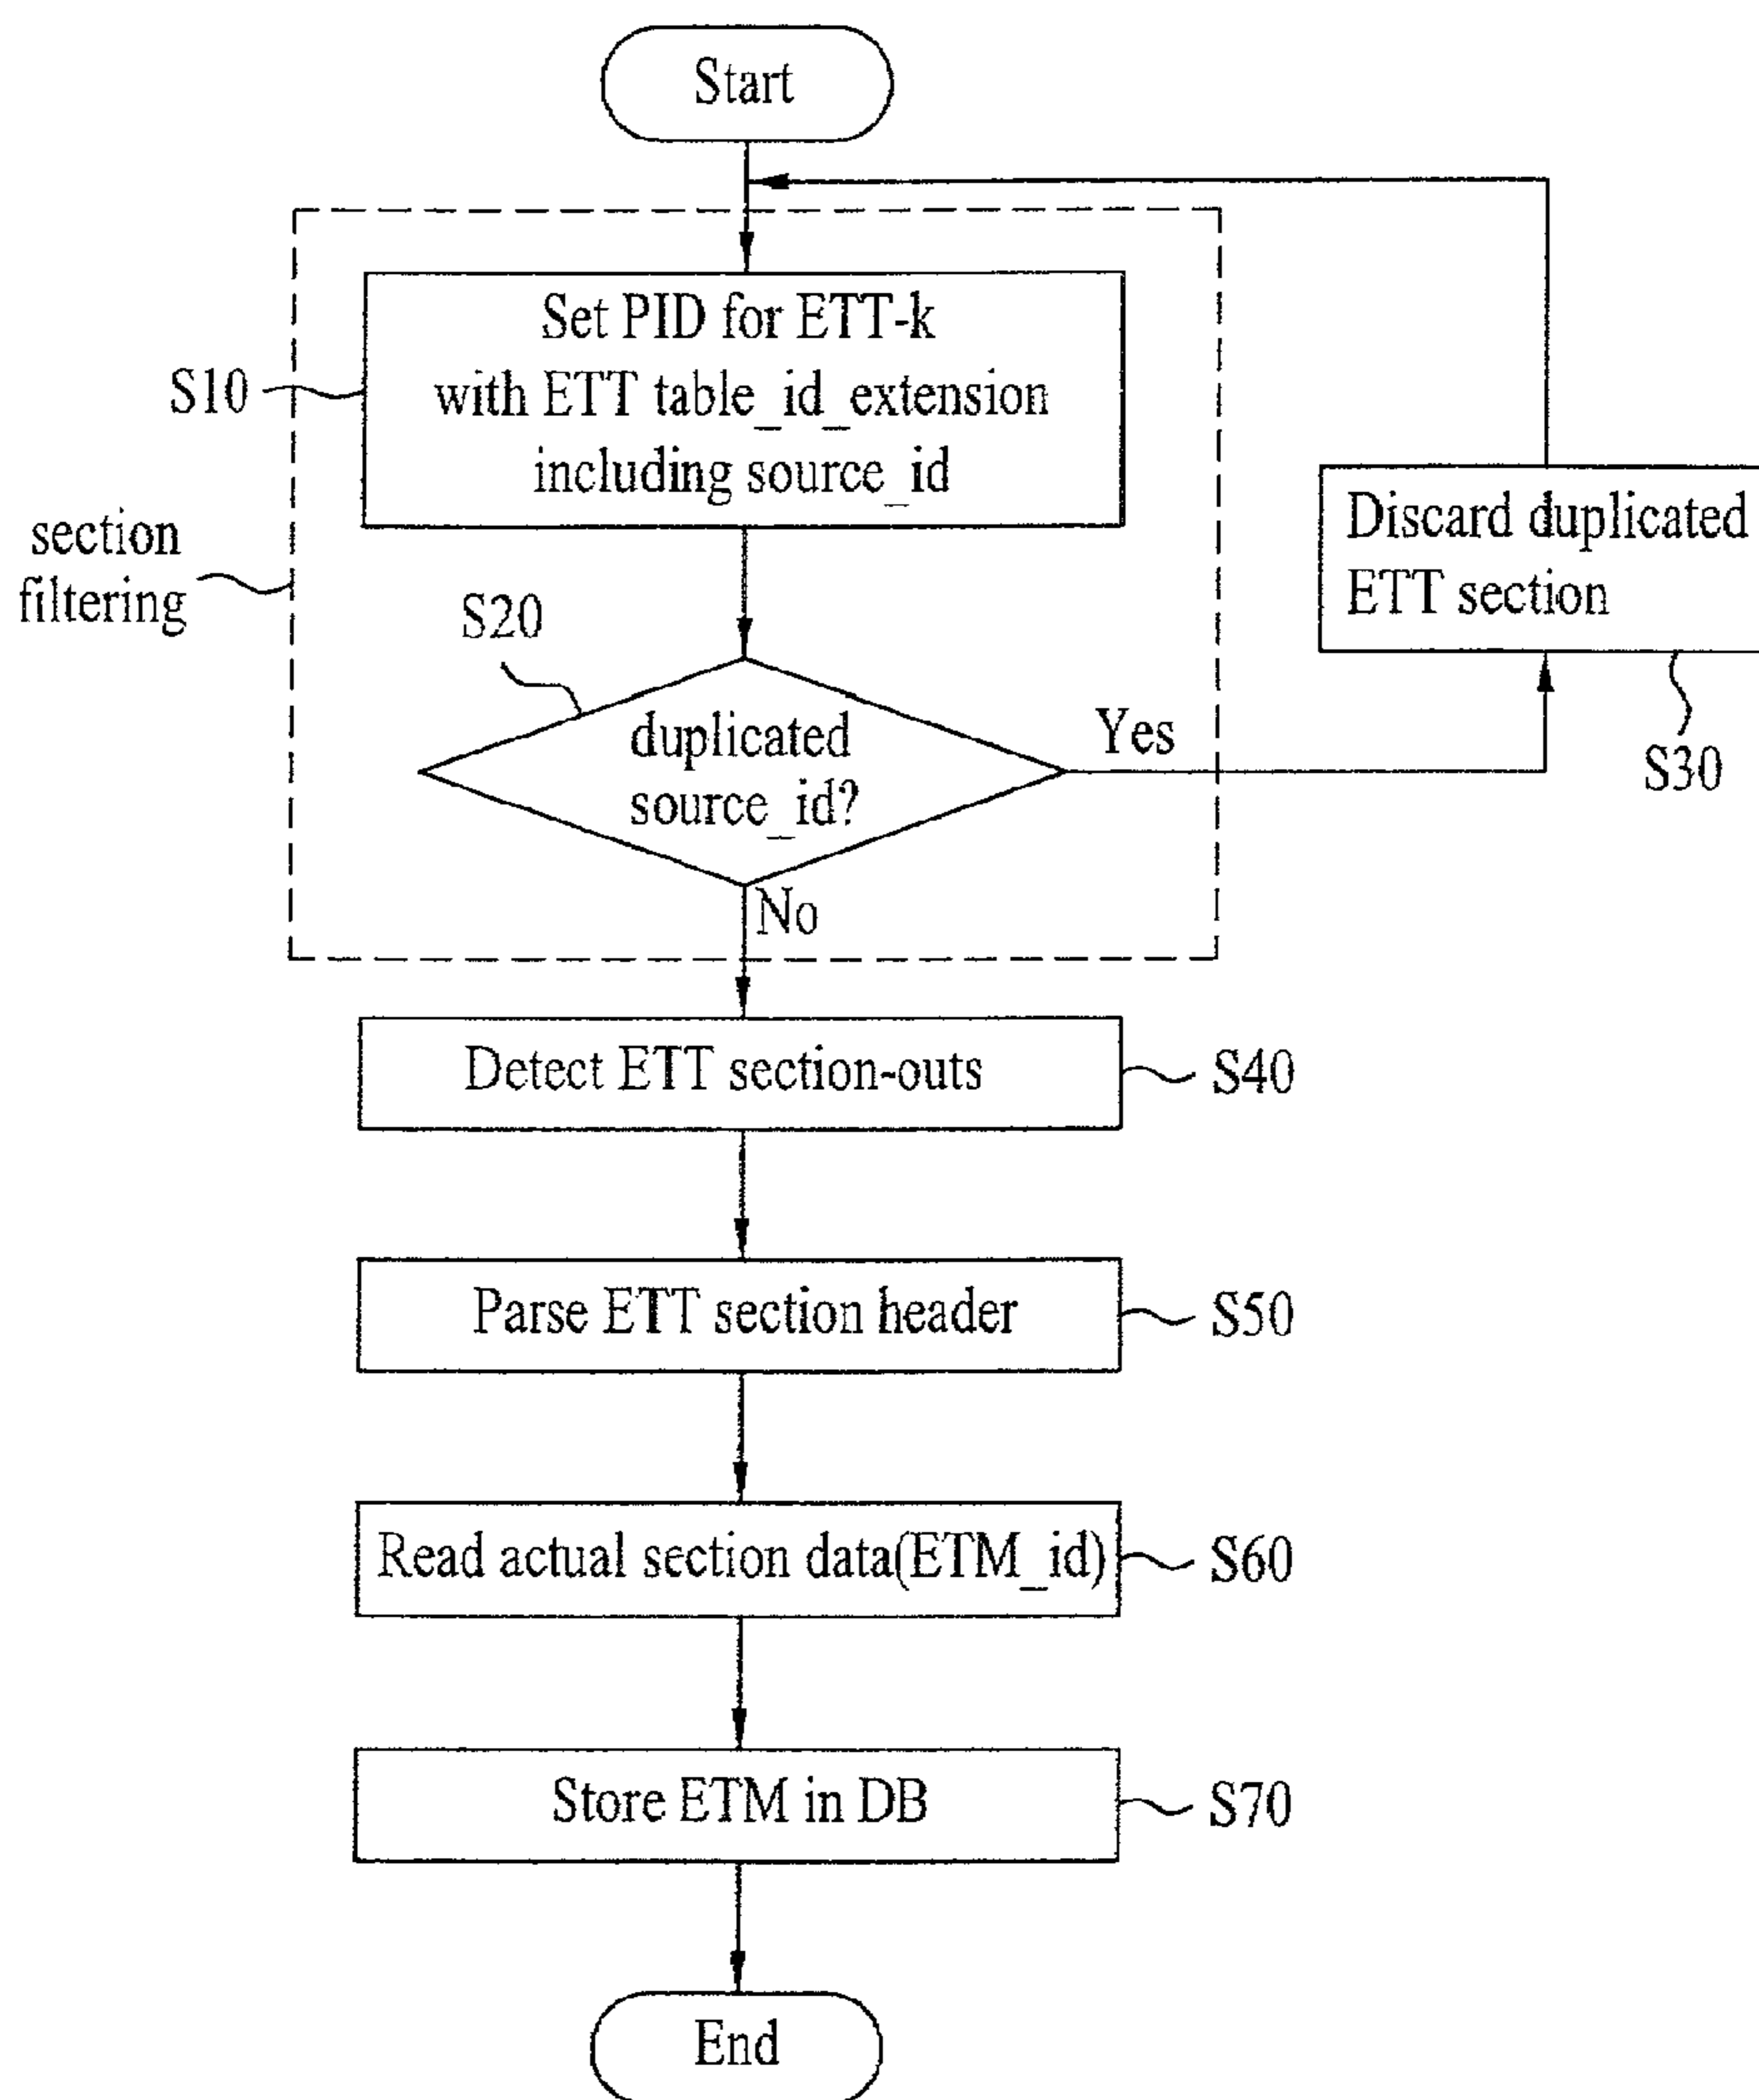 Start
Set PID for ETT-k
with ETT table_id_extension
including source_id
S10
section
filtering
Discard duplicated
ETT section
S20
duplicated
source_id?
Yes
S30
No
Detect ETT section-outs
S40
Parse ETT section header
S50
Read actual section data(ETM_id)
S60
Store ETM in DB
S70
End